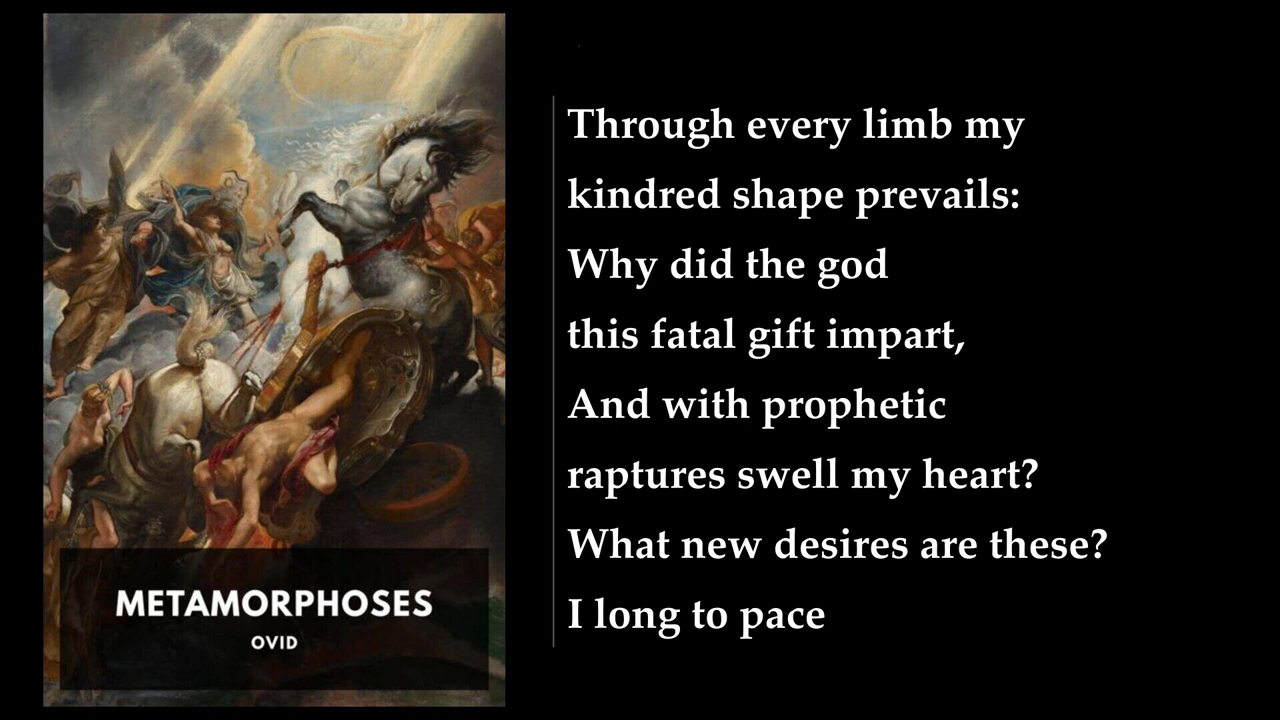 METAMORPHOSES
OVID
Through every limb my
kindred shape prevails:
Why did the god
this fatal gift impart,
And with prophetic
raptures swell my heart?
What new desires are these?
I long to pace